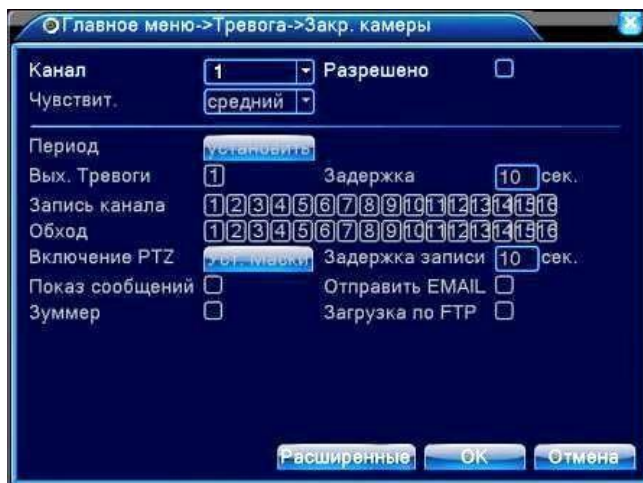 Главное меню->Тревога->Закр. камеры
Канал 1 Разрешено
Чувствит. средний
Период установить
Вых. Тревоги 1 Задержка 10 сек.
Запись канала 1 2 3 4 5 6 7 8 9 10 11 12 13 14 15 16
Обход 1 2 3 4 5 6 7 8 9 10 11 12 13 14 15 16
Включение PTZ Уст. Маски Задержка записи 10 сек.
Показ сообщений Отправить EMAIL
Зуммер Загрузка по FTP
Расширенные OK Отмена